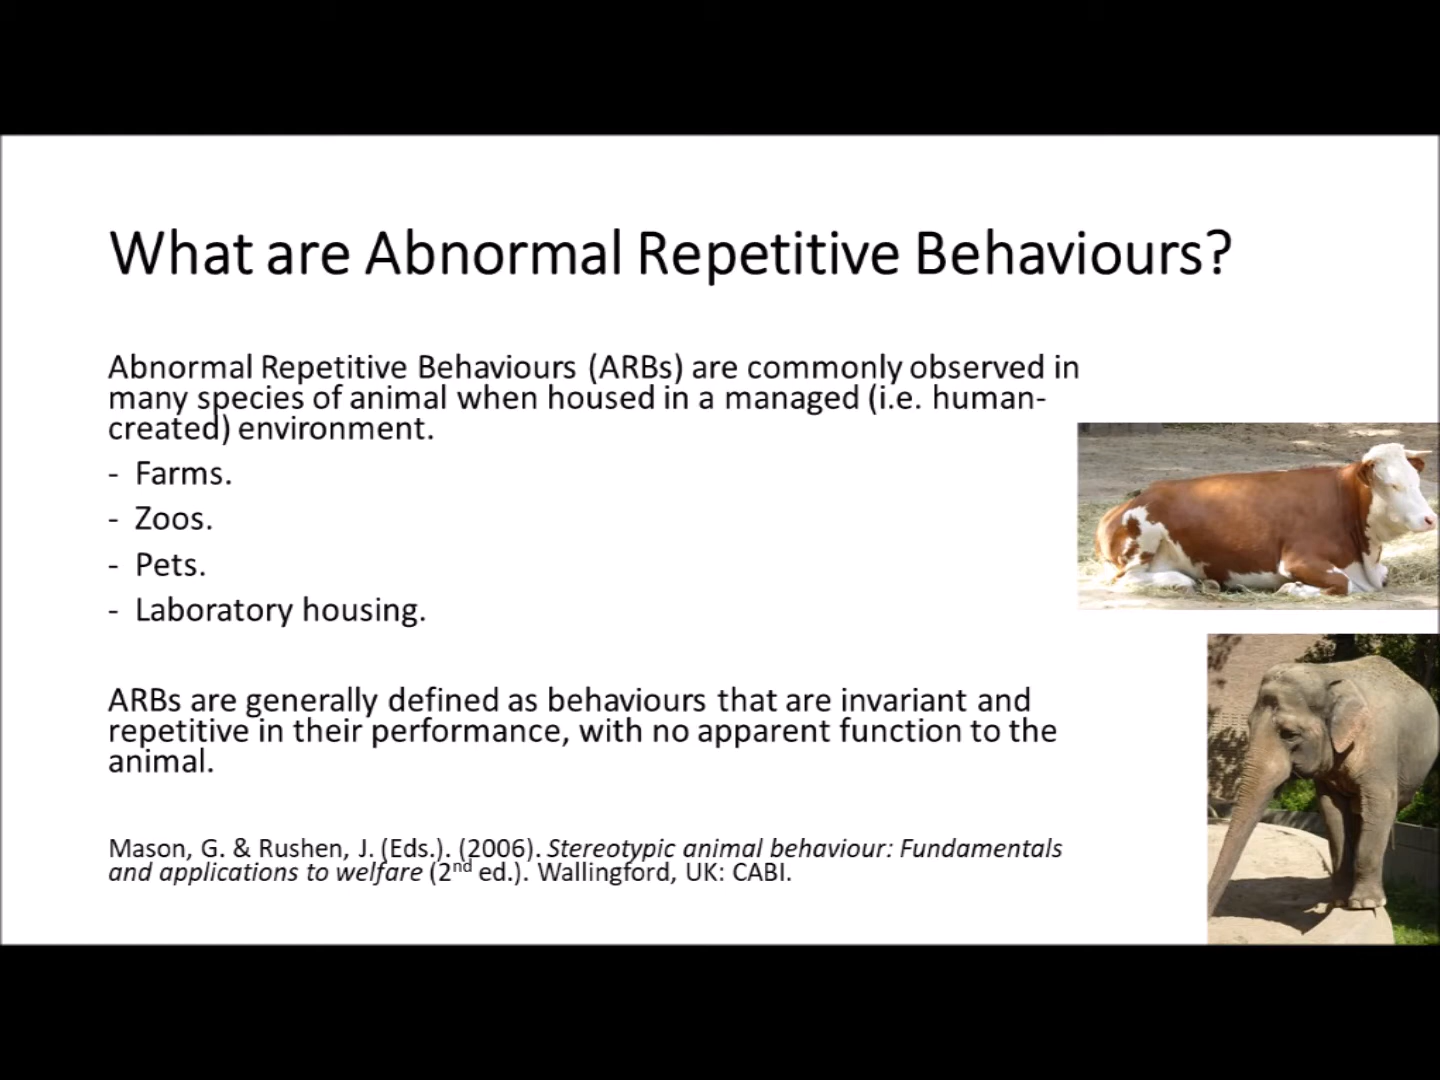 What are Abnormal Repetitive Behaviours?
Abnormal Repetitive Behaviours (ARBs) are commonly observed in
many species of animal when housed in a managed (i.e. human-
created) environment.
- Farms.
- Zoos.
- Pets.
- Laboratory housing.
ARBs are generally defined as behaviours that are invariant and
repetitive in their performance, with no apparent function to the
animal.
Mason, G. & Rushen, J. (Eds.). (2006). Stereotypic animal behaviour: Fundamentals
and applications to welfare (2nd ed.). Wallingford, UK: CABI.